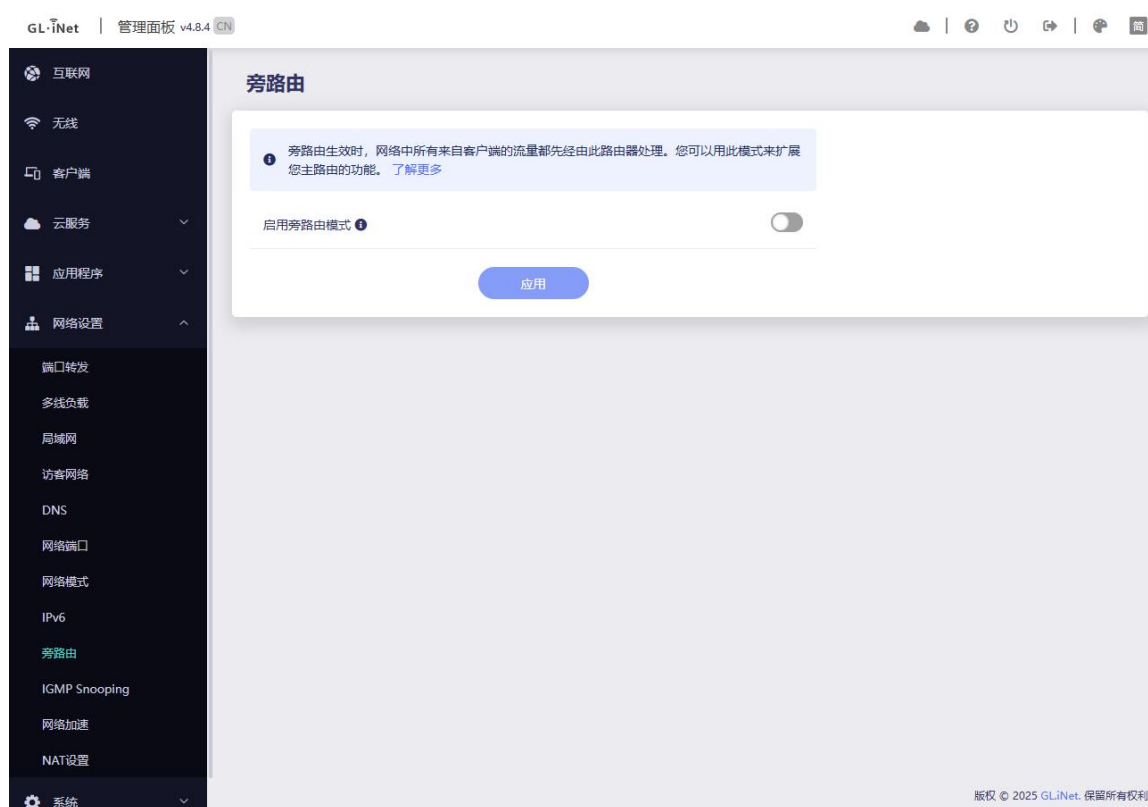 GL·iNet | 管理面板 v4.8.4 CN
简
互联网
无线
客户端
云服务
应用程序
网络设置
端口转发
多线负载
局域网
访客网络
DNS
网络端口
网络模式
IPv6
旁路由
IGMP Snooping
网络加速
NAT设置
系统
旁路由
旁路由生效时，网络中所有来自客户端的流量都先经由此路由器处理。您可以用此模式来扩展
您主路由的功能。 了解更多
启用旁路由模式
应用
版权 © 2025 GL.iNet. 保留所有权利